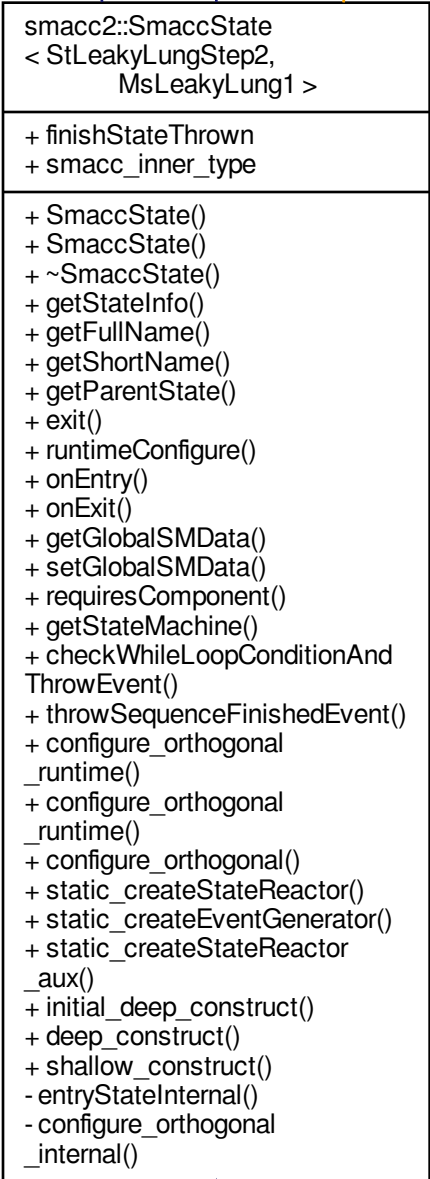 smacc2::SmaccState
< StLeakyLungStep2,
MsLeakyLung1 >
+ finishStateThrown
+ smacc_inner_type
+ SmaccState()
+ SmaccState()
+ ~SmaccState()
+ getStateInfo()
+ getFullName()
+ getShortName()
+ getParentState()
+ exit()
+ runtimeConfigure()
+ onEntry()
+ onExit()
+ getGlobalSMData()
+ setGlobalSMData()
+ requiresComponent()
+ getStateMachine()
+ checkWhileLoopConditionAnd
ThrowEvent()
+ throwSequenceFinishedEvent()
+ configure_orthogonal
_runtime()
+ configure_orthogonal
_runtime()
+ configure_orthogonal()
+ static_createStateReactor()
+ static_createEventGenerator()
+ static_createStateReactor
_aux()
+ initial_deep_construct()
+ deep_construct()
+ shallow_construct()
- entryStateInternal()
- configure_orthogonal
_internal()